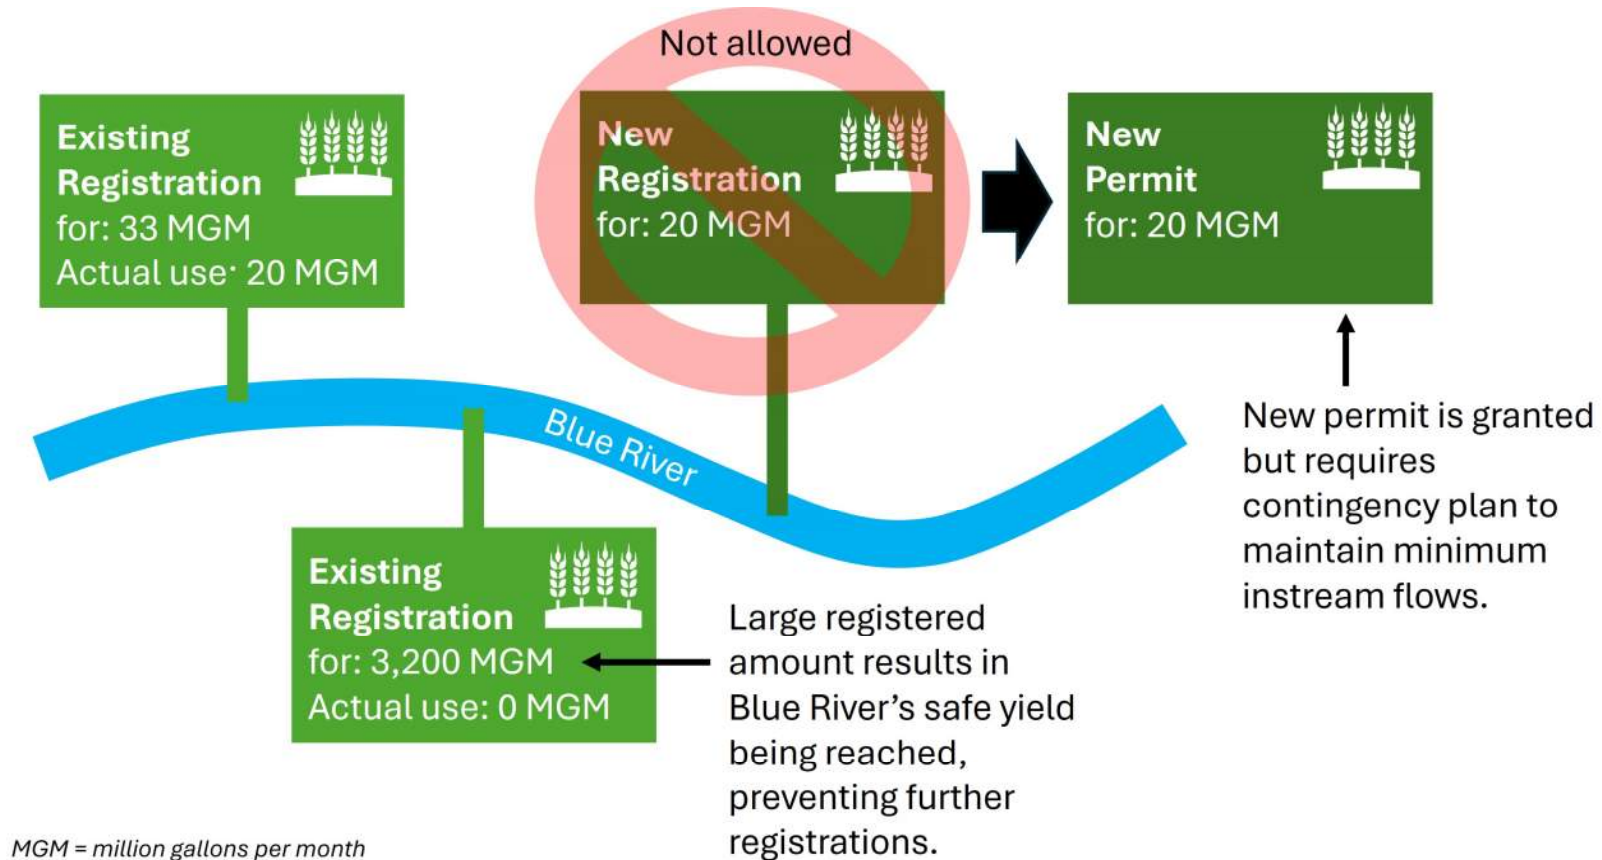 Not allowed
Existing
Registration
for: 33 MGM
Actual use: 20 MGM
New
Registration
for: 20 MGM
New
Permit
for: 20 MGM
Blue River
New permit is granted
but requires
contingency plan to
maintain minimum
instream flows.
Existing
Registration
for: 3,200 MGM
Actual use: 0 MGM
Large registered
amount results in
Blue River’s safe yield
being reached,
preventing further
registrations.
MGM = million gallons per month